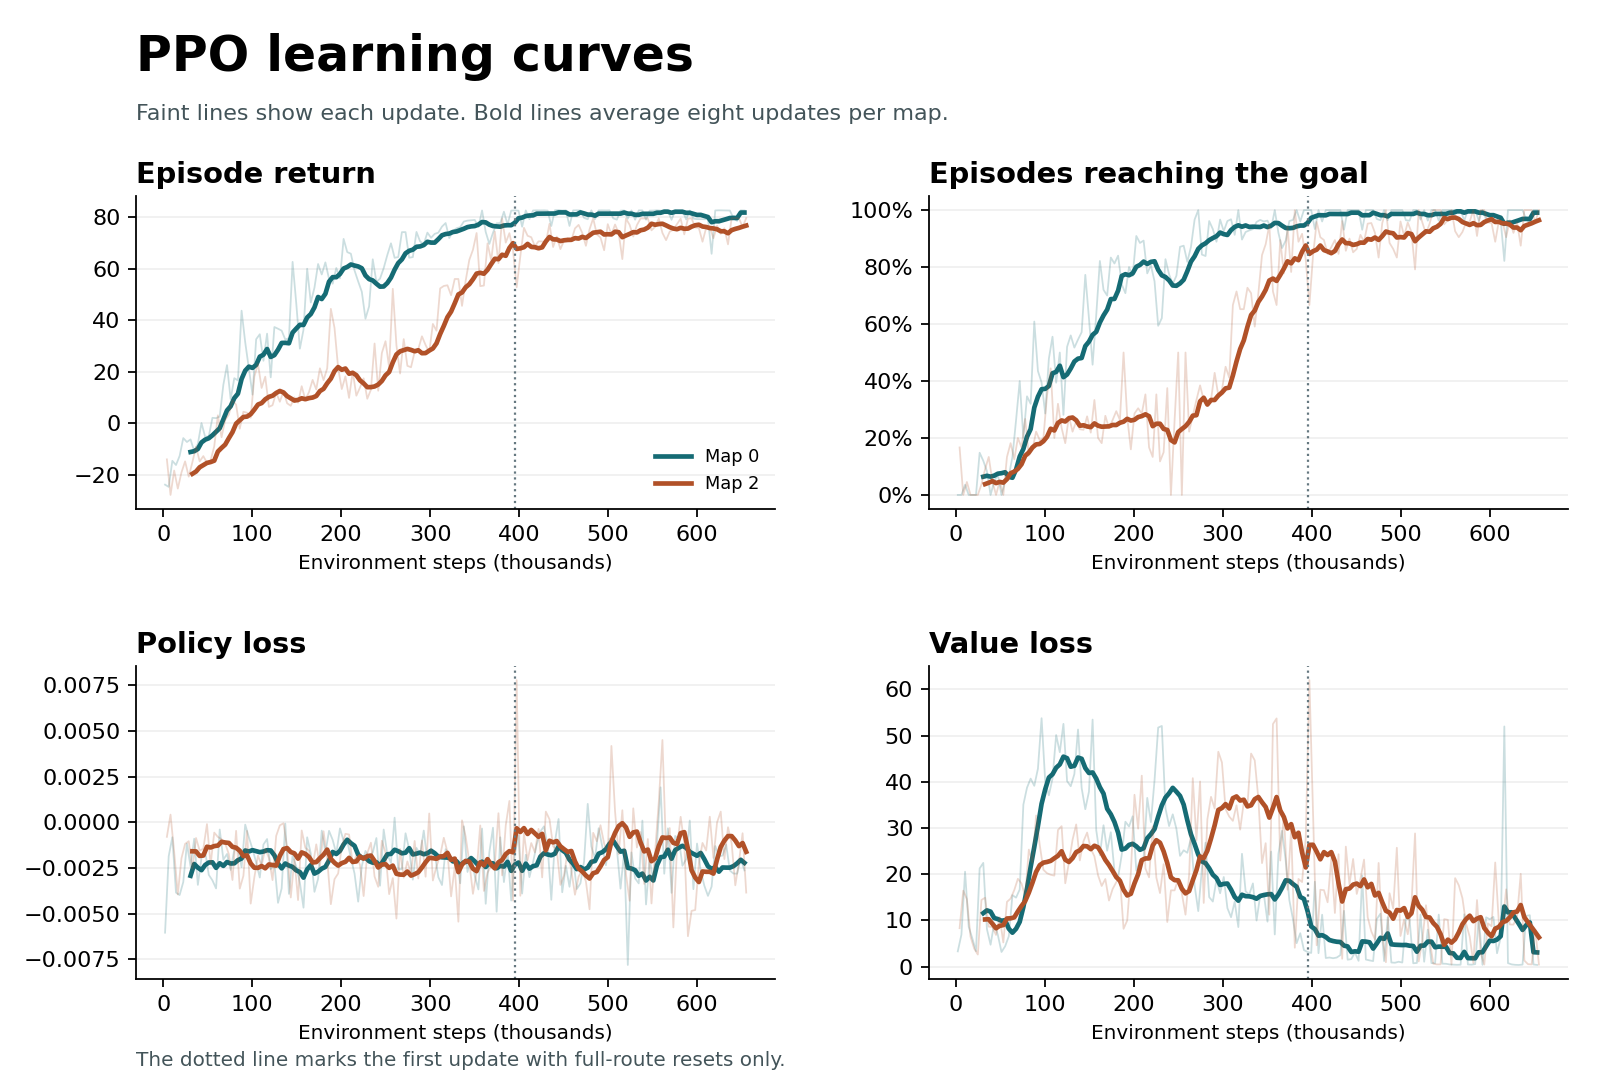 PPO learning curves
Faint lines show each update. Bold lines average eight updates per map.
Episode return
80
60
40
20
0
−20
Map 0
Map 2
0 100 200 300 400 500 600
Environment steps (thousands)
Episodes reaching the goal
100%
80%
60%
40%
20%
0%
0 100 200 300 400 500 600
Environment steps (thousands)
Policy loss
0.0075
0.0050
0.0025
0.0000
−0.0025
−0.0050
−0.0075
0 100 200 300 400 500 600
Environment steps (thousands)
Value loss
60
50
40
30
20
10
0
0 100 200 300 400 500 600
Environment steps (thousands)
The dotted line marks the first update with full-route resets only.